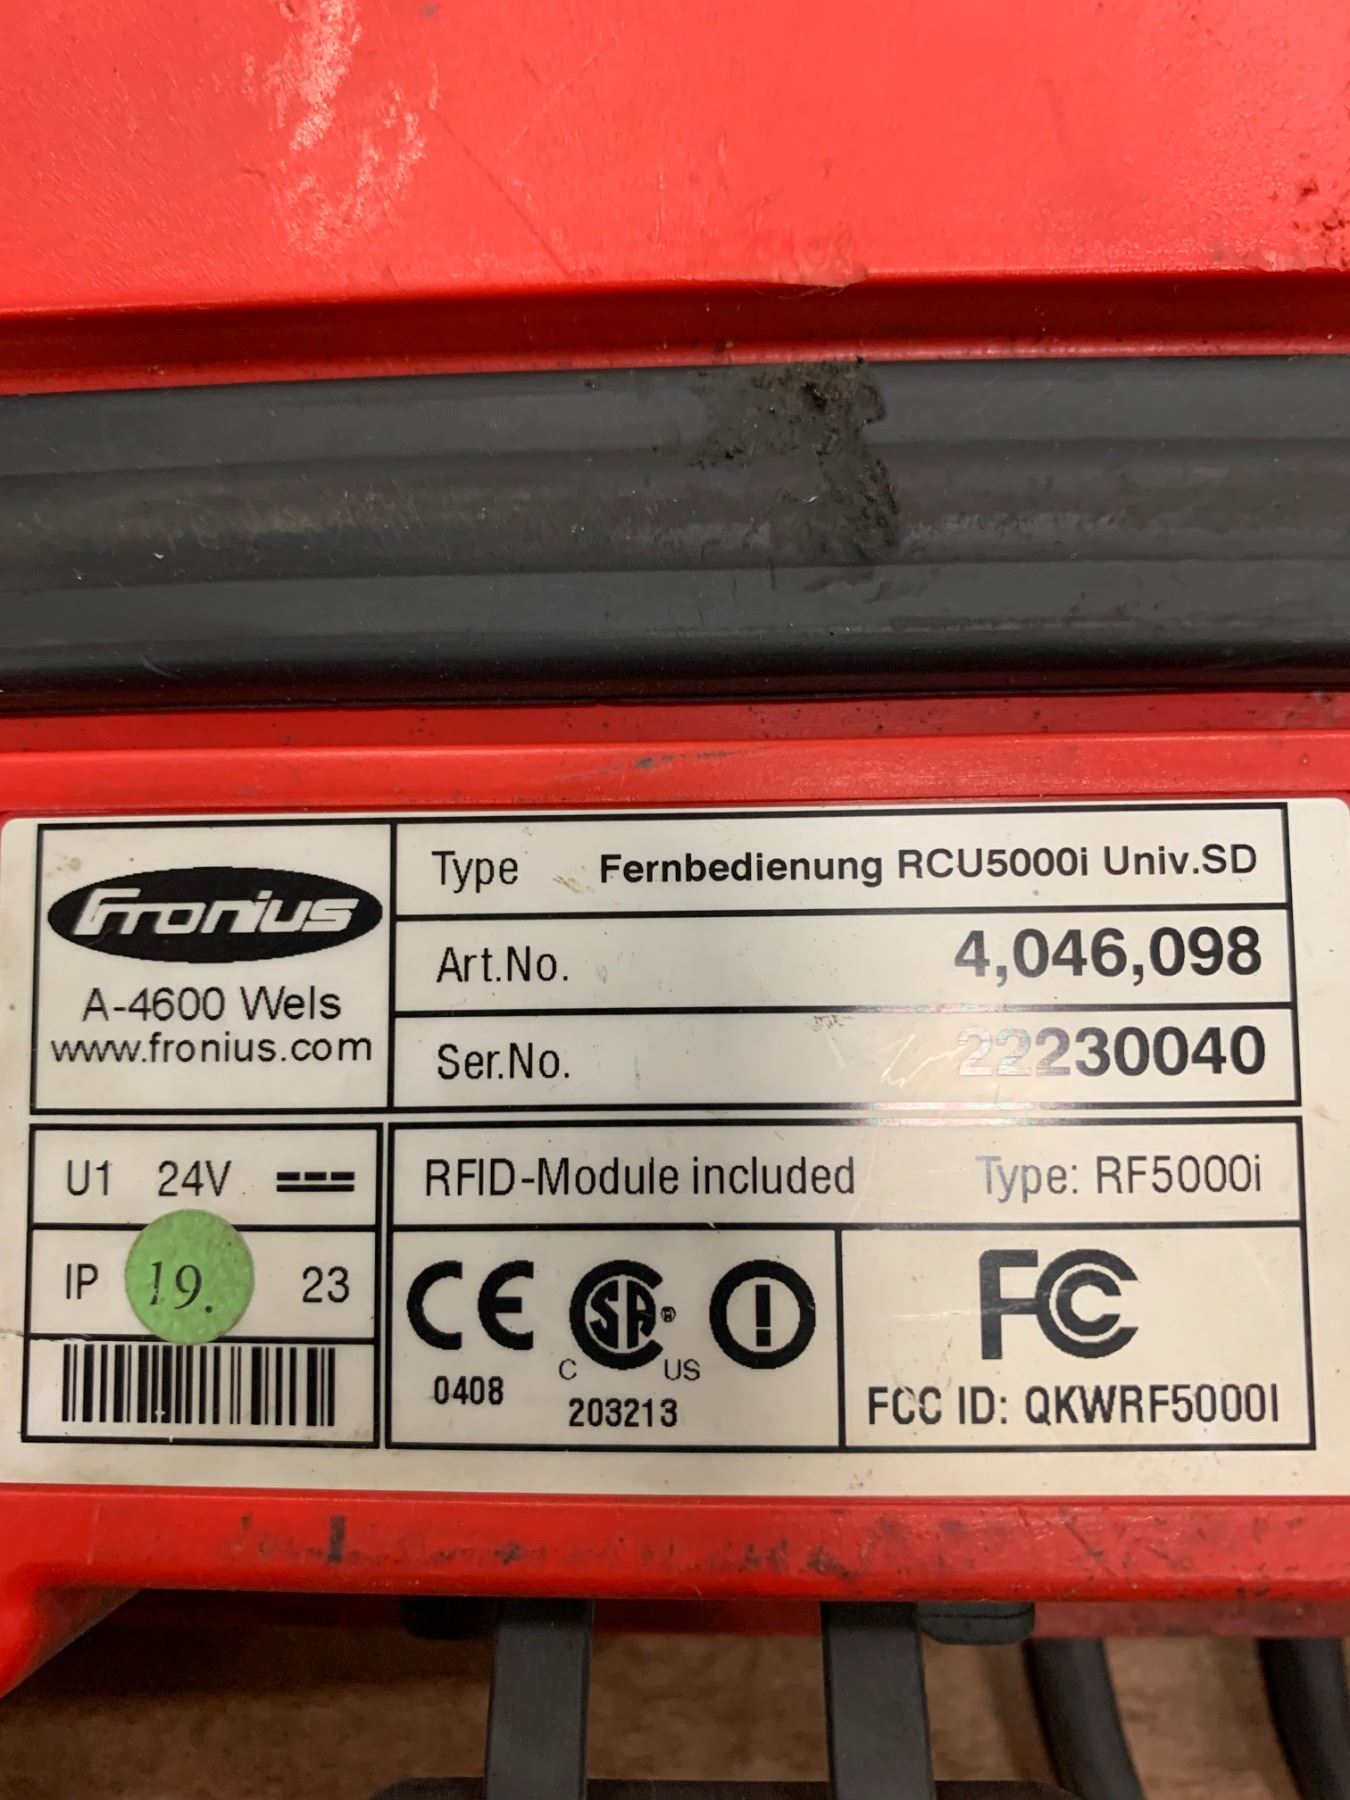 Fronius
A-4600 Wels
www.fronius.com
Type Fernbedienung RCU5000i Univ.SD
Art.No. 4,046,098
Ser.No. 22230040
U1 24V
IP 23
19.
RFID-Module included Type: RF5000i
CE
0408
SA®
C US
203213
FC
FCC ID: QKWRF5000I